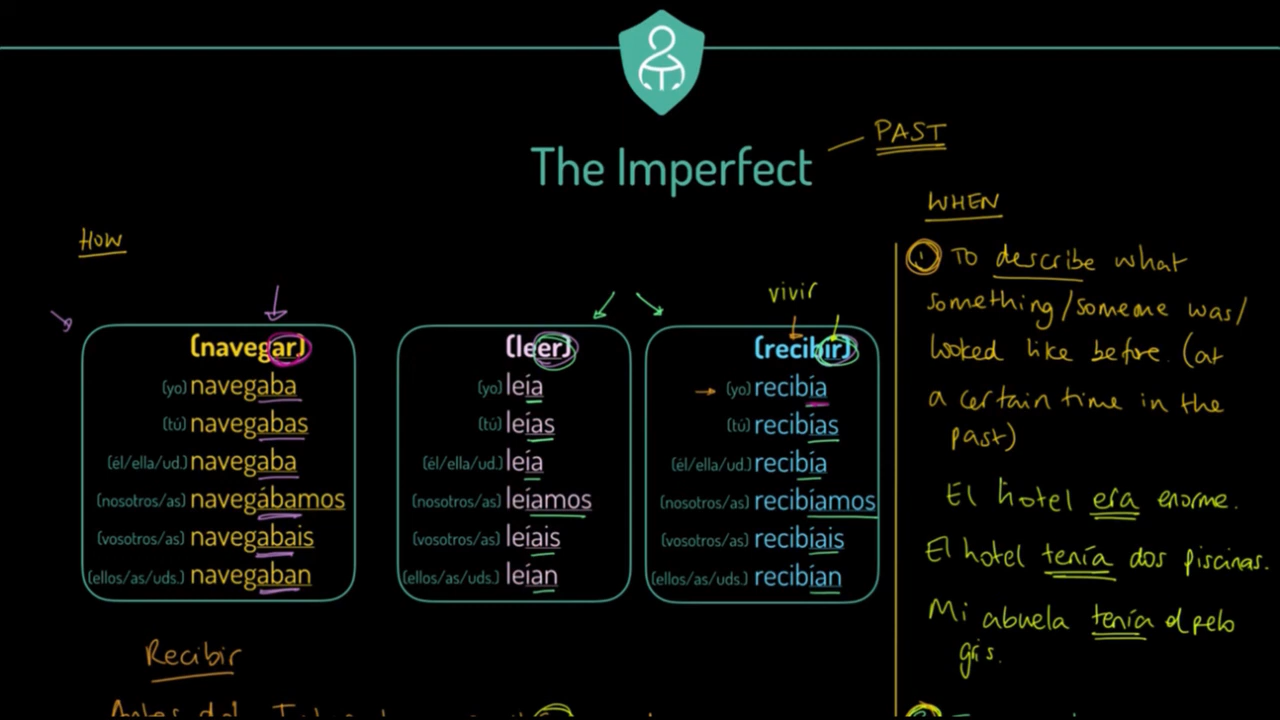 The Imperfect
PAST
HOW
(navegar)
(yo) navegaba
(tú) navegabas
(él/ella/ud.) navegaba
(nosotros/as) navegábamos
(vosotros/as) navegabais
(ellos/as/uds.) navegaban
(leer)
(yo) leía
(tú) leías
(él/ella/ud.) leía
(nosotros/as) leíamos
(vosotros/as) leíais
(ellos/as/uds.) leían
vivir
(recibir)
(yo) recibía
(tú) recibías
(él/ella/ud.) recibía
(nosotros/as) recibíamos
(vosotros/as) recibíais
(ellos/as/uds.) recibían
Recibir
WHEN
1 To describe what
something/someone was/
looked like before. (at
a certain time in the
past)
El hotel era enorme.
El hotel tenía dos piscinas.
Mi abuela tenía el pelo
gris.